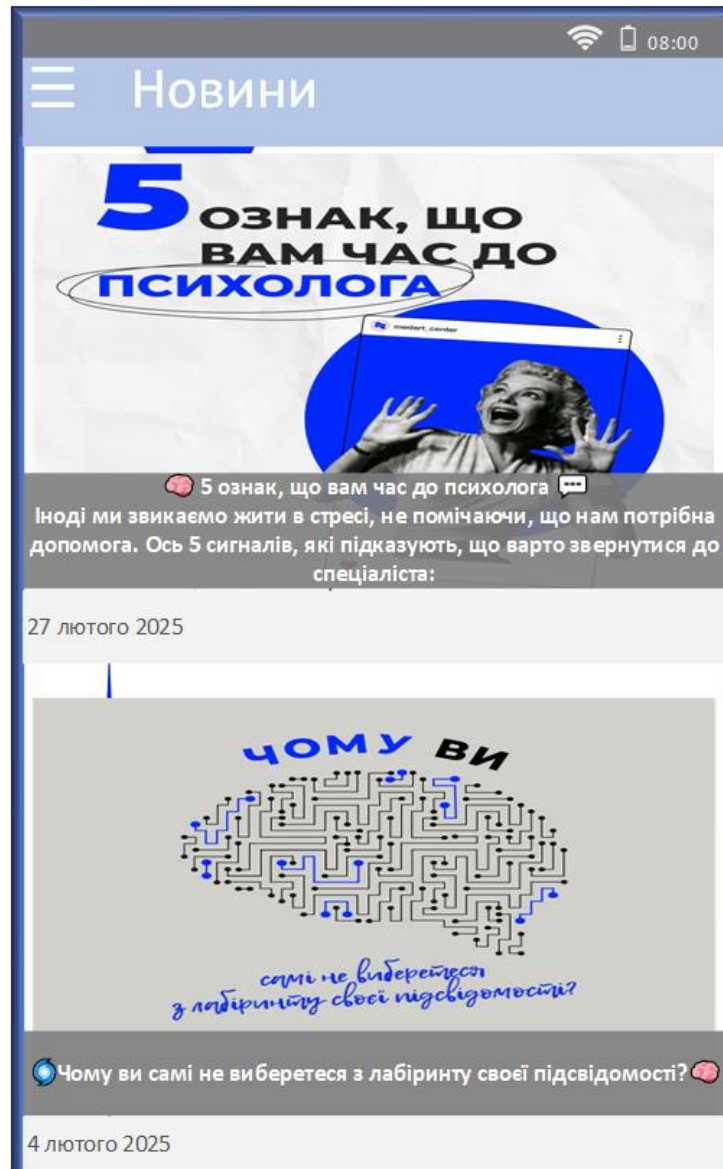 08:00
Новини
5 ОЗНАК, ЩО
ВАМ ЧАС ДО
ПСИХОЛОГА
medart_center
5 ознак, що вам час до психолога
Іноді ми звикаємо жити в стресі, не помічаючи, що нам потрібна
допомога. Ось 5 сигналів, які підказують, що варто звернутися до
спеціаліста:
27 лютого 2025
ЧОМУ ВИ
самі не виберетеся
з лабіринту своєї підсвідомості?
Чому ви самі не виберетеся з лабіринту своєї підсвідомості?
4 лютого 2025